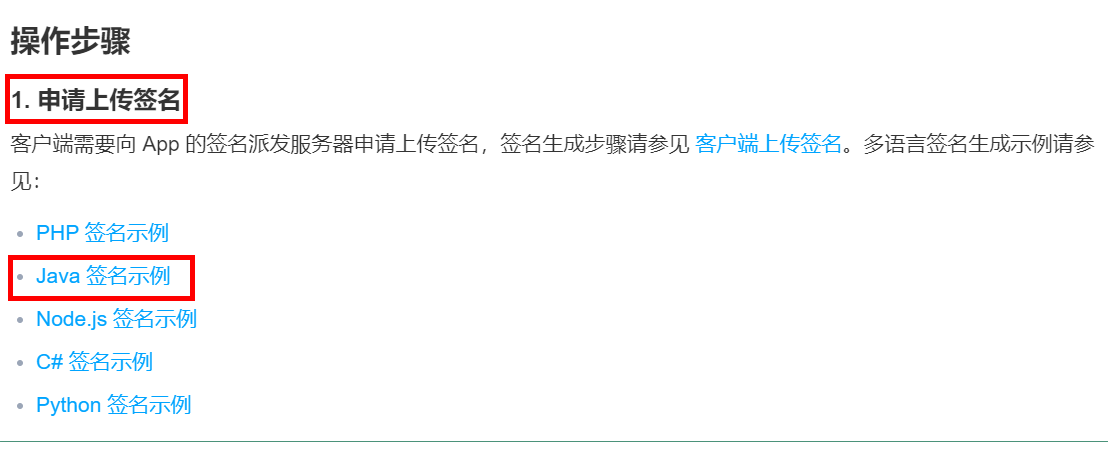 操作步骤
1. 申请上传签名
客户端需要向 App 的签名派发服务器申请上传签名，签名生成步骤请参见 客户端上传签名。多语言签名生成示例请参
见：
PHP 签名示例
Java 签名示例
Node.js 签名示例
C# 签名示例
Python 签名示例